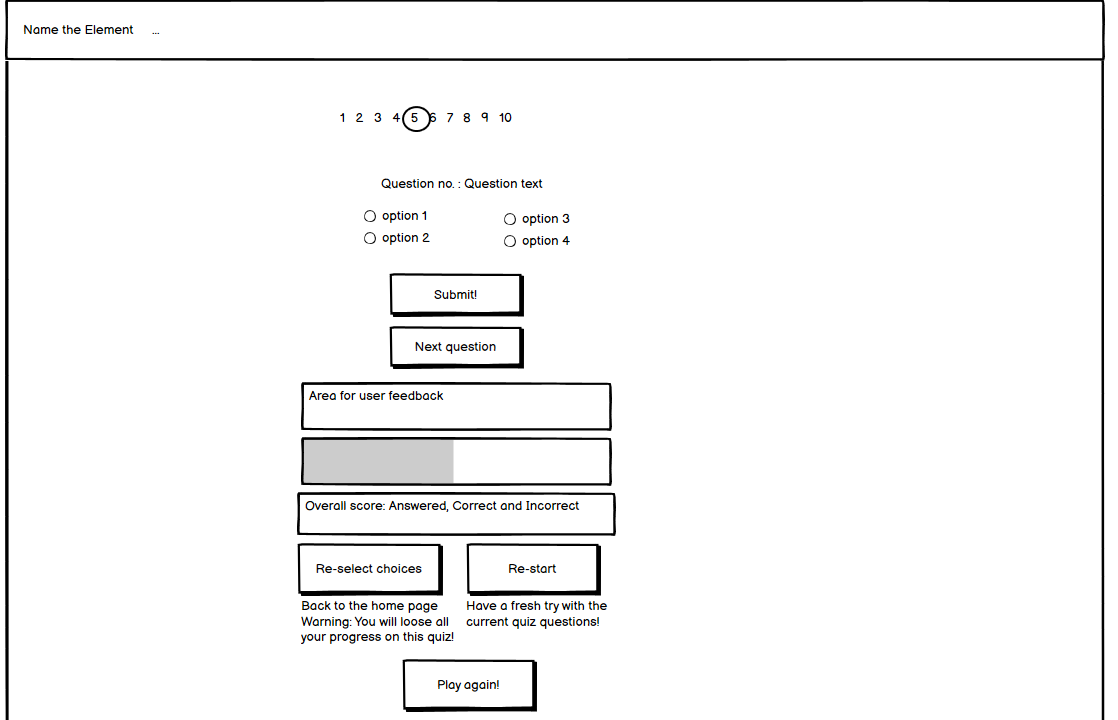 Name the Element ...
1 2 3 4 5 6 7 8 9 10
Question no. : Question text
option 1 option 3
option 2 option 4
Submit!
Next question
Area for user feedback
Overall score: Answered, Correct and Incorrect
Re-select choices Re-start
Back to the home page
Warning: You will loose all
your progress on this quiz!
Have a fresh try with the
current quiz questions!
Play again!